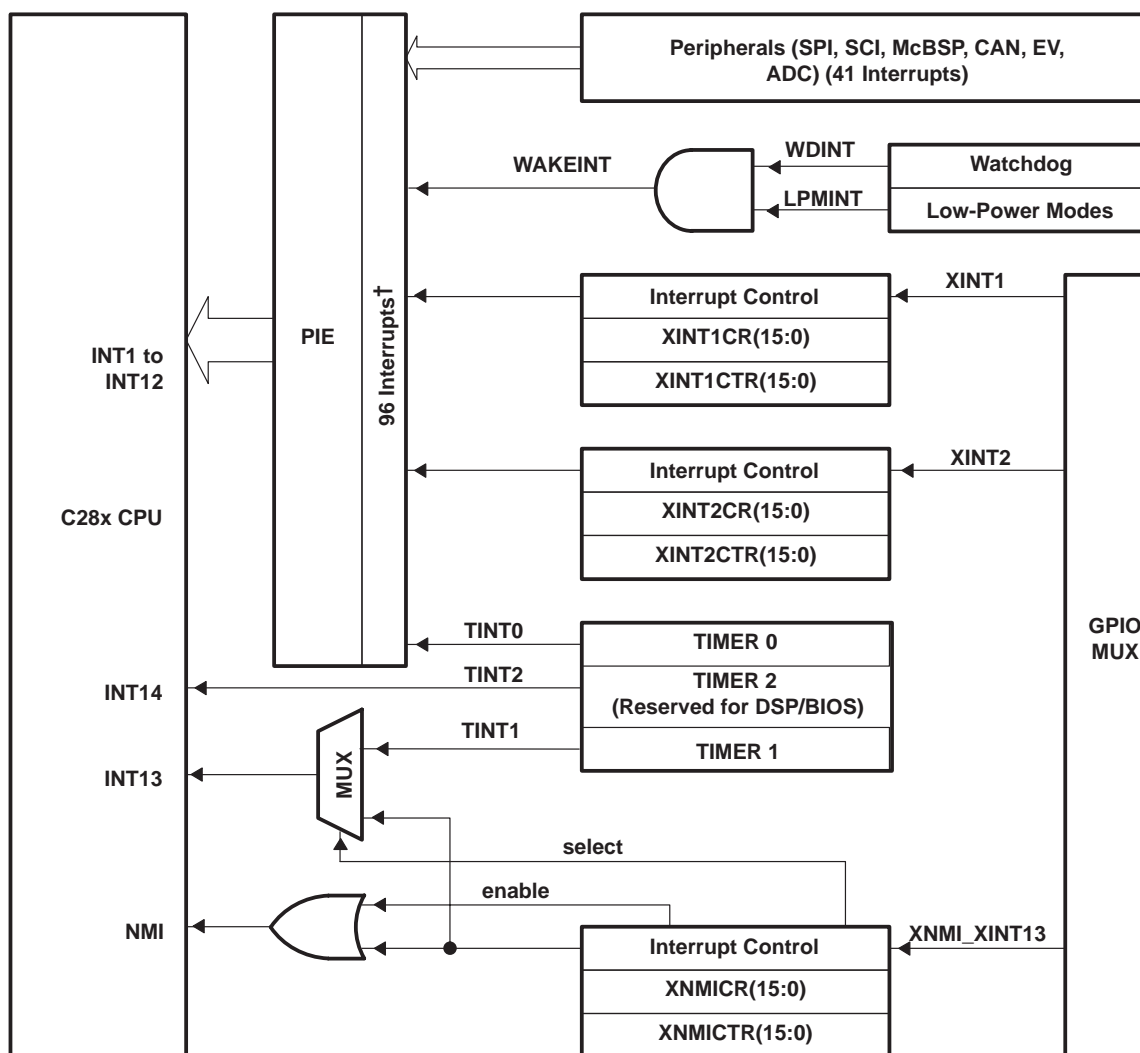 Peripherals (SPI, SCI, McBSP, CAN, EV,
ADC) (41 Interrupts)
WDINT
WAKEINT
Watchdog
LPMINT
Low-Power Modes
XINT1
Interrupt Control
XINT1CR(15:0)
XINT1CTR(15:0)
PIE
96 Interrupts†
INT1 to
INT12
XINT2
Interrupt Control
XINT2CR(15:0)
XINT2CTR(15:0)
C28x CPU
TINT0
TIMER 0
GPIO
MUX
TINT2
TIMER 2
(Reserved for DSP/BIOS)
INT14
TINT1
TIMER 1
INT13
MUX
select
enable
NMI
XNMI_XINT13
Interrupt Control
XNMICR(15:0)
XNMICTR(15:0)